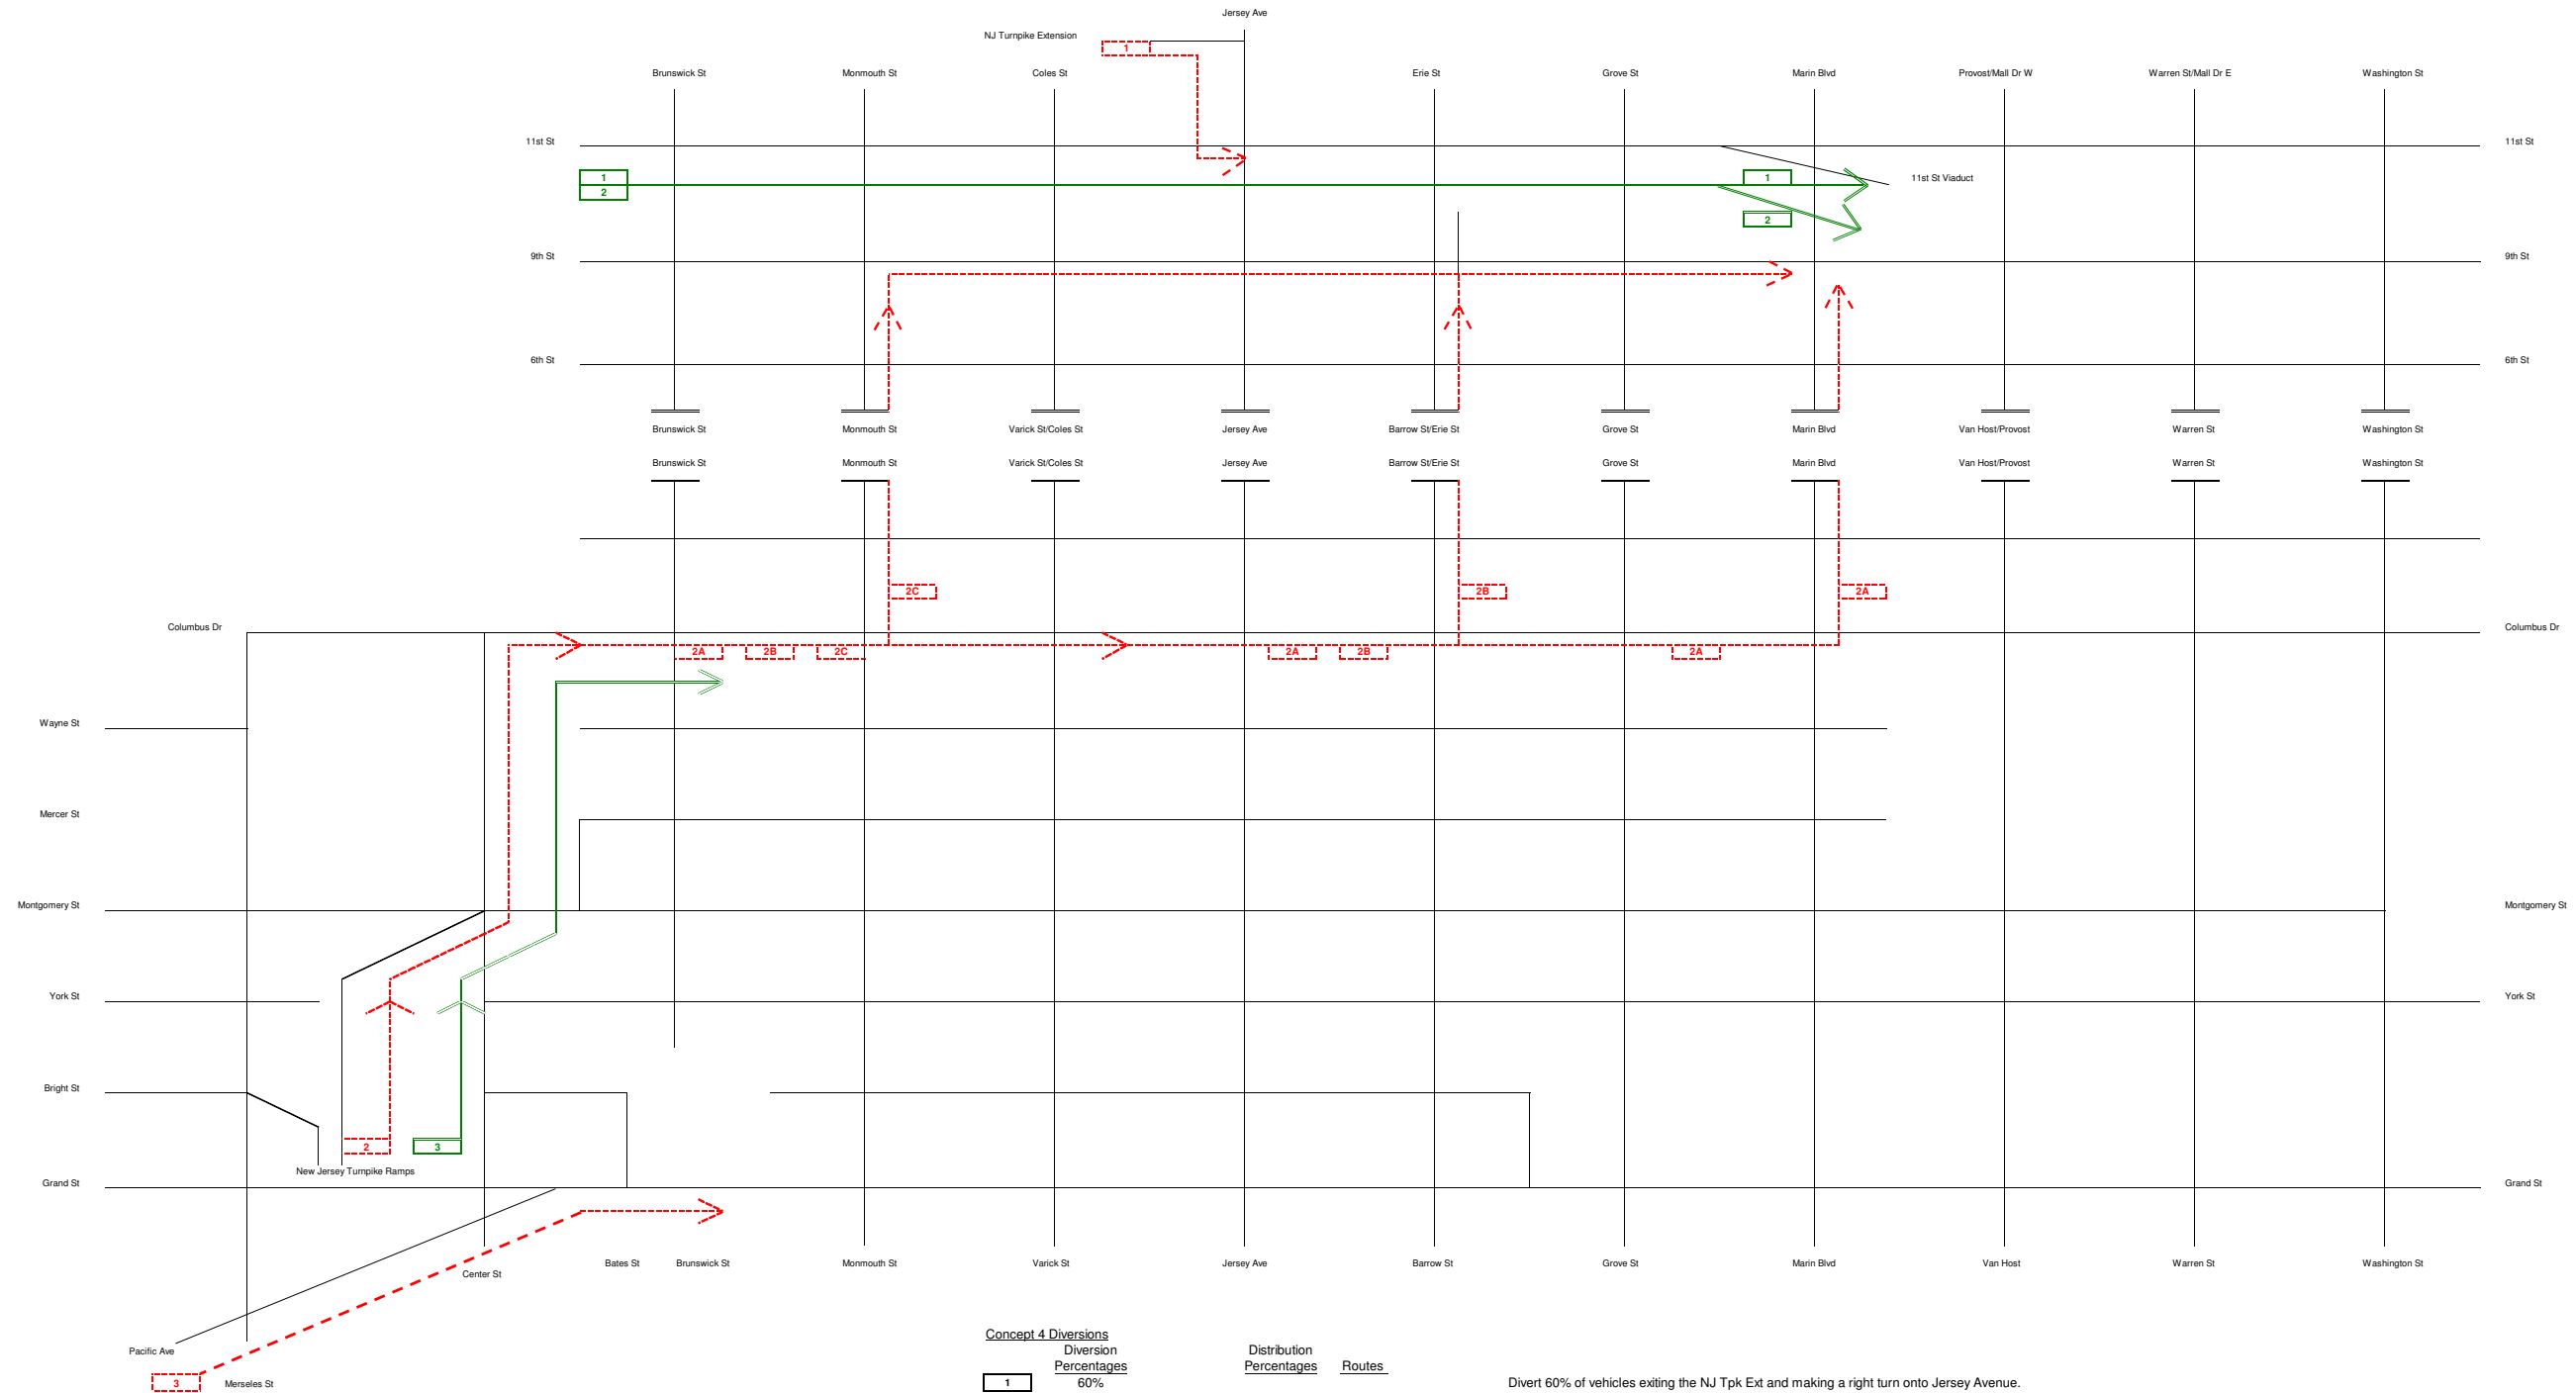 Jersey Ave
NJ Turnpike Extension
1
Brunswick St Monmouth St Coles St Erie St Grove St Marin Blvd Provost/Mall Dr W Warren St/Mall Dr E Washington St
11st St 11st St
1 1 11st St Viaduct
2
2
9th St 9th St
6th St 6th St
Brunswick St Monmouth St Varick St/Coles St Jersey Ave Barrow St/Erie St Grove St Marin Blvd Van Host/Provost Warren St Washington St
Brunswick St Monmouth St Varick St/Coles St Jersey Ave Barrow St/Erie St Grove St Marin Blvd Van Host/Provost Warren St Washington St
2C 2B 2A
Columbus Dr Columbus Dr
2A 2B 2C 2A 2B 2A
Wayne St
Mercer St
Montgomery St Montgomery St
York St York St
Bright St
2 3
New Jersey Turnpike Ramps
Grand St Grand St
Bates St Brunswick St Monmouth St Varick St Jersey Ave Barrow St Grove St Marin Blvd Van Host Warren St Washington St
Center St
Concept 4 Diversions
Pacific Ave Diversion Distribution
Percentages Percentages Routes
3 Merseles St 1 60% Divert 60% of vehicles exiting the NJ Tpk Ext and making a right turn onto Jersey Avenue.